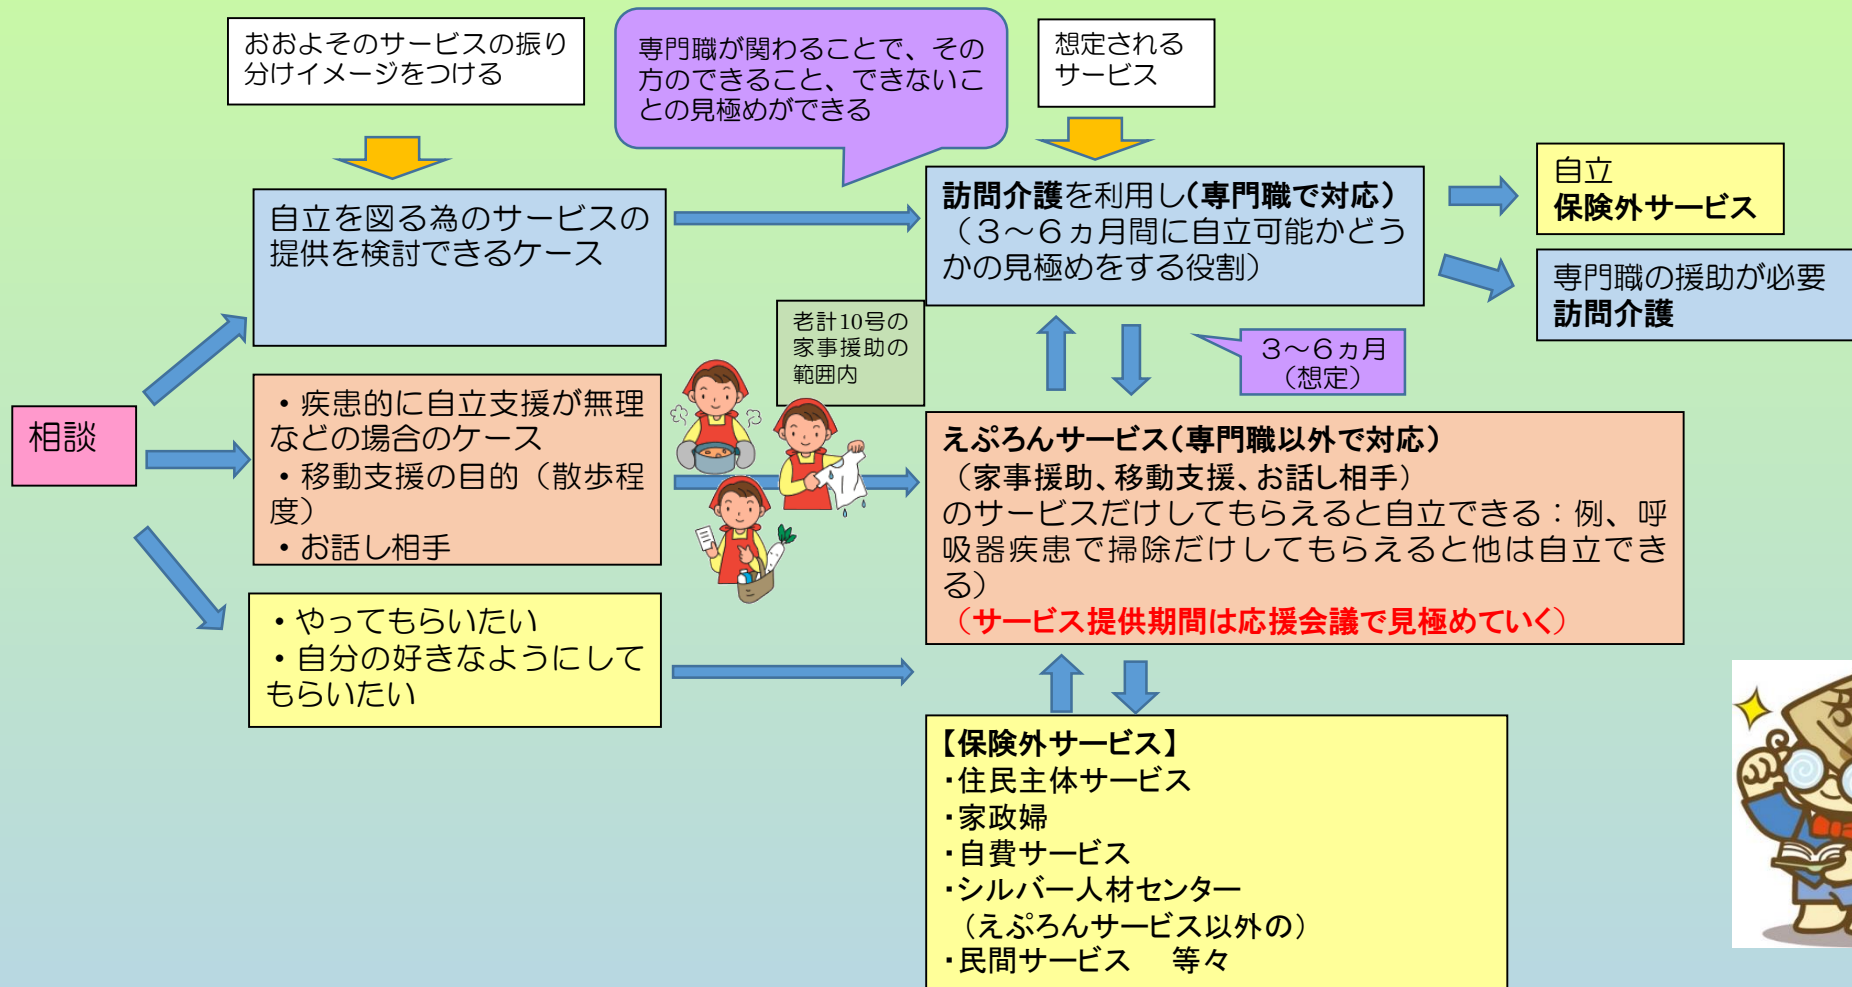 おおよそのサービスの振り
分けイメージをつける
専門職が関わることで、その
方のできること、できないこ
との見極めができる
想定される
サービス
自立を図る為のサービスの
提供を検討できるケース
訪問介護を利用し(専門職で対応)
（３～６ヵ月間に自立可能かどう
かの見極めをする役割）
自立
保険外サービス
専門職の援助が必要
訪問介護
老計10号の
家事援助の
範囲内
３～６ヵ月
（想定）
相談
・疾患的に自立支援が無理
などの場合のケース
・移動支援の目的（散歩程
度）
・お話し相手
えぷろんサービス(専門職以外で対応)
（家事援助、移動支援、お話し相手）
のサービスだけしてもらえると自立できる：例、呼
吸器疾患で掃除だけしてもらえると他は自立でき
る）
（サービス提供期間は応援会議で見極めていく）
・やってもらいたい
・自分の好きなようにして
もらいたい
【保険外サービス】
・住民主体サービス
・家政婦
・自費サービス
・シルバー人材センター
（えぷろんサービス以外の）
・民間サービス　等々